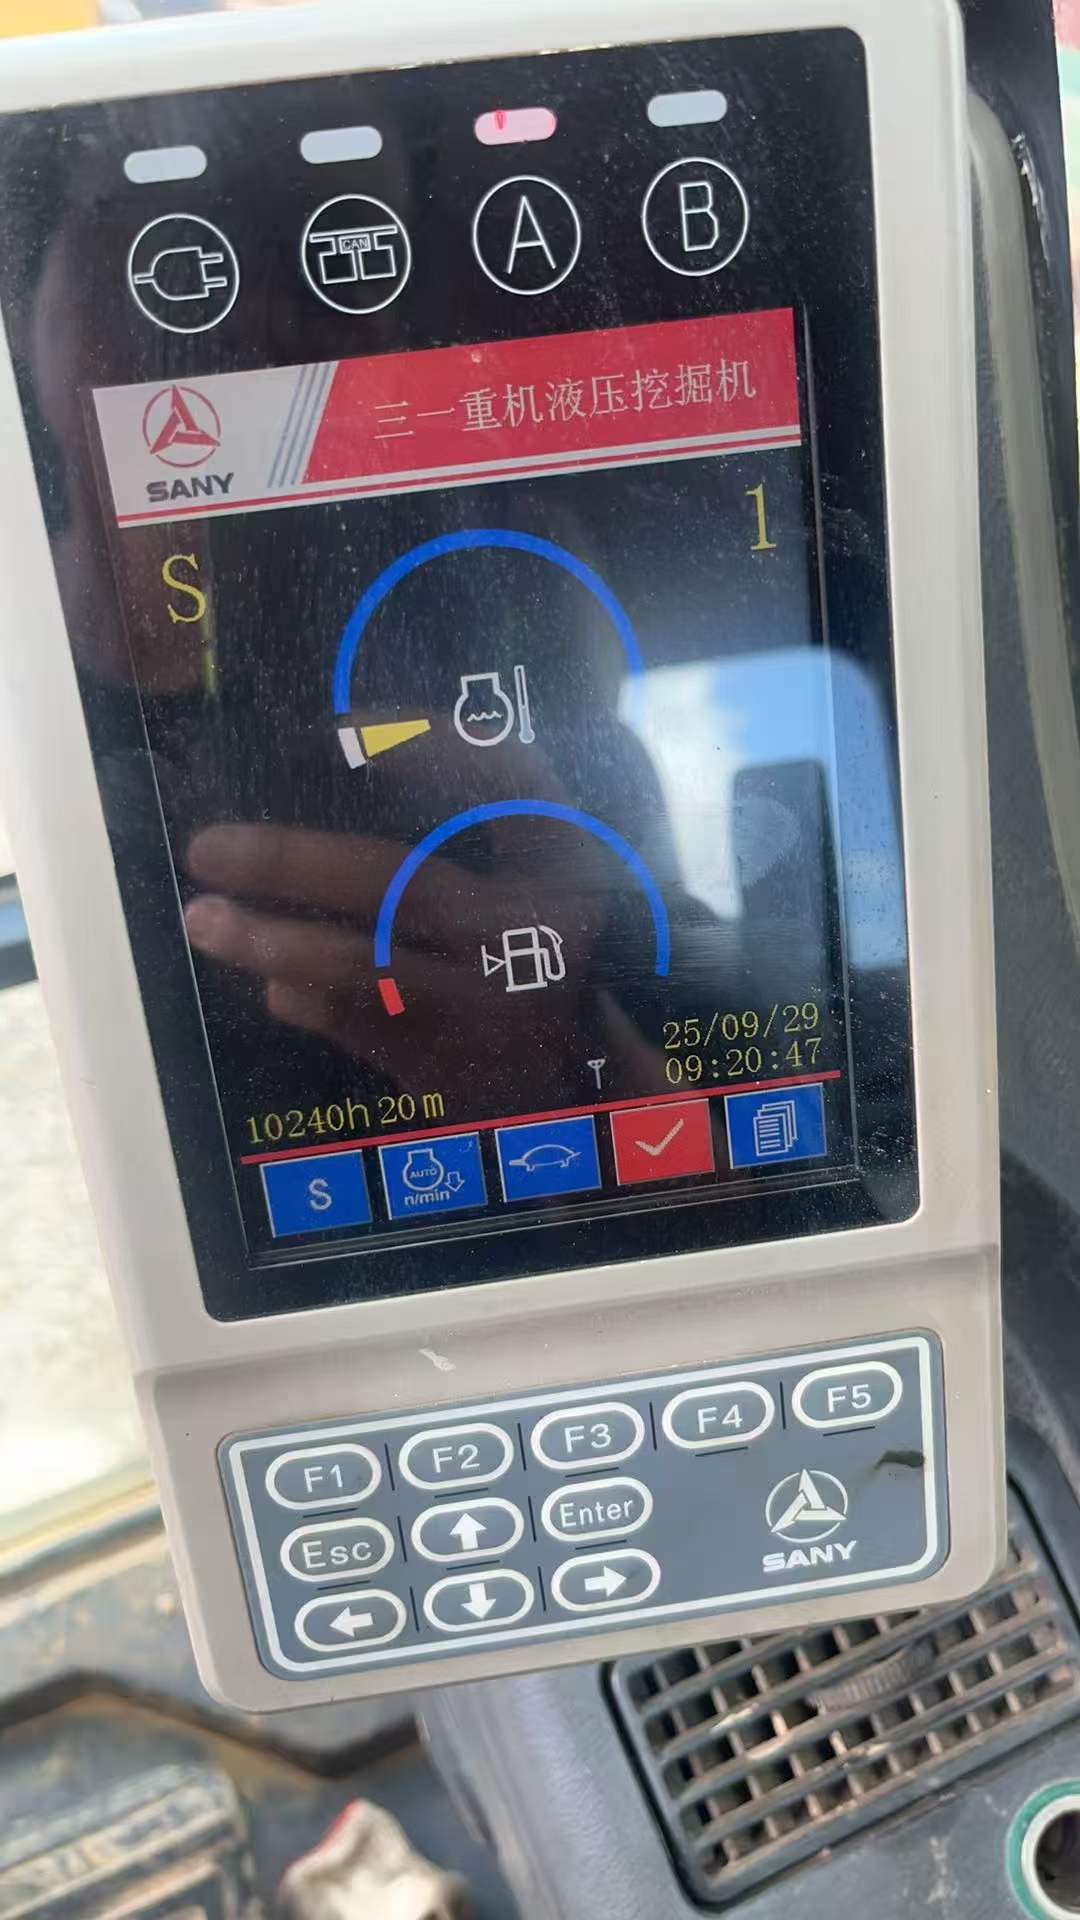 CAN
A
B
SANY
三一重机液压挖掘机
S
1
25/09/29
09:20:47
10240h 20m
S
AUTO
n/min
F1
F2
F3
F4
F5
Esc
Enter
SANY